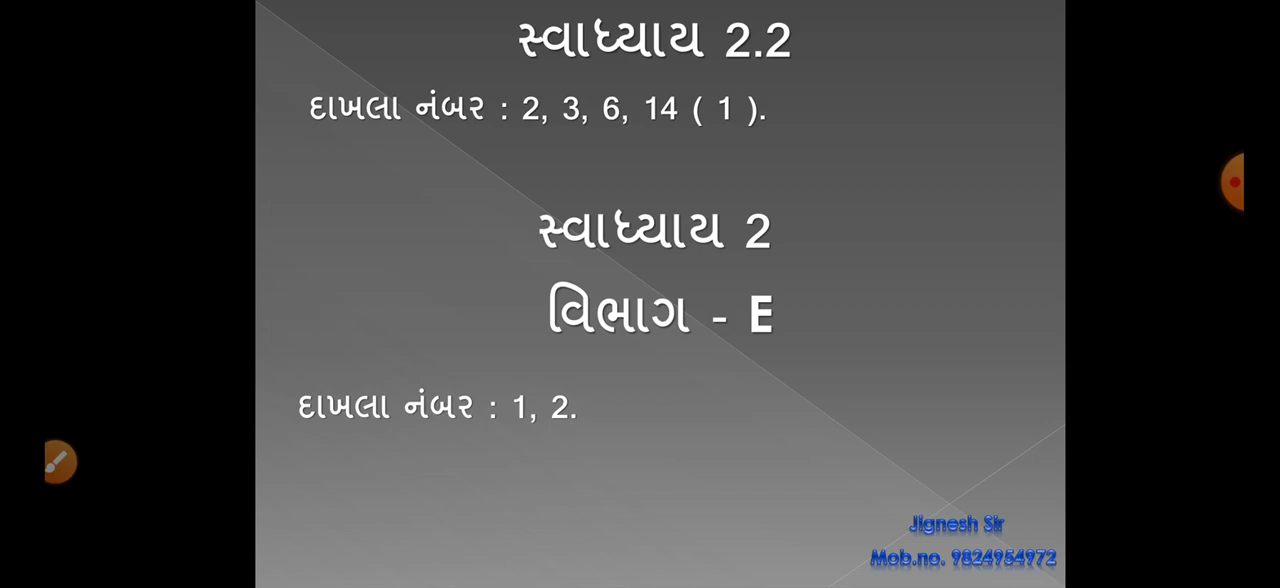 સ્વાધ્યાય 2.2
દાખલા નંબર : 2, 3, 6, 14 ( 1 ).
સ્વાધ્યાય 2
વિભાગ - E
દાખલા નંબર : 1, 2.
Jignesh Sir
Mob.no. 9824954972